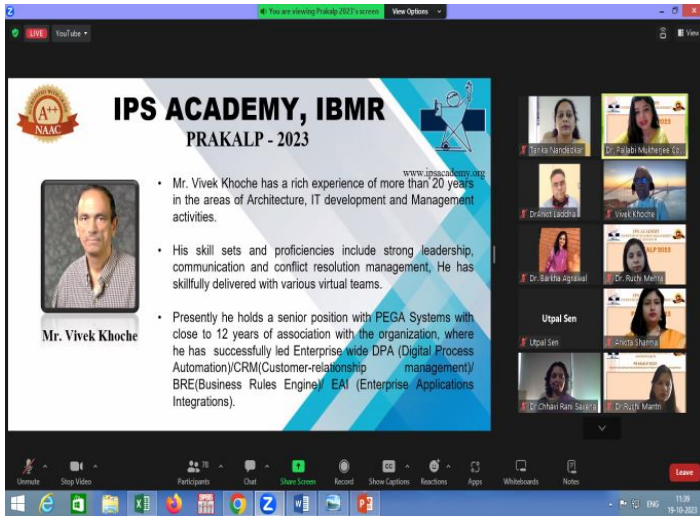 You are viewing Prakalp 2023's screen
View Options
LIVE
YouTube
View
A++
NAAC
IPS ACADEMY, IBMR
PRAKALP - 2023
www.ipsacademy.org
• Mr. Vivek Khoche has a rich experience of more than 20 years
in the areas of Architecture, IT development and Management
activities.
• His skill sets and proficiencies include strong leadership,
communication and conflict resolution management, He has
skillfully delivered with various virtual teams.
• Presently he holds a senior position with PEGA Systems with
close to 12 years of association with the organization, where
he has successfully led Enterprise wide DPA (Digital Process
Automation)/CRM(Customer-relationship management)/
BRE(Business Rules Engine)/ EAI (Enterprise Applications
Integrations).
Mr. Vivek Khoche
Tarika Nandedkar
Dr. Pallabi Mukherjee Co...
Vivek Khoche
Dr. Barkha Agrawal
Dr. Ruchi Mehra
Utpal Sen
Utpal Sen
Ankita Sharma
Dr.Chhavi Rani Saxena
Dr Ruchi Mantri
Unmute
Stop Video
78
Participants
Chat
Share Screen
Record
CC
Show Captions
Reactions
Apps
Whiteboards
Notes
Leave
ENG
11:39
19-10-2023